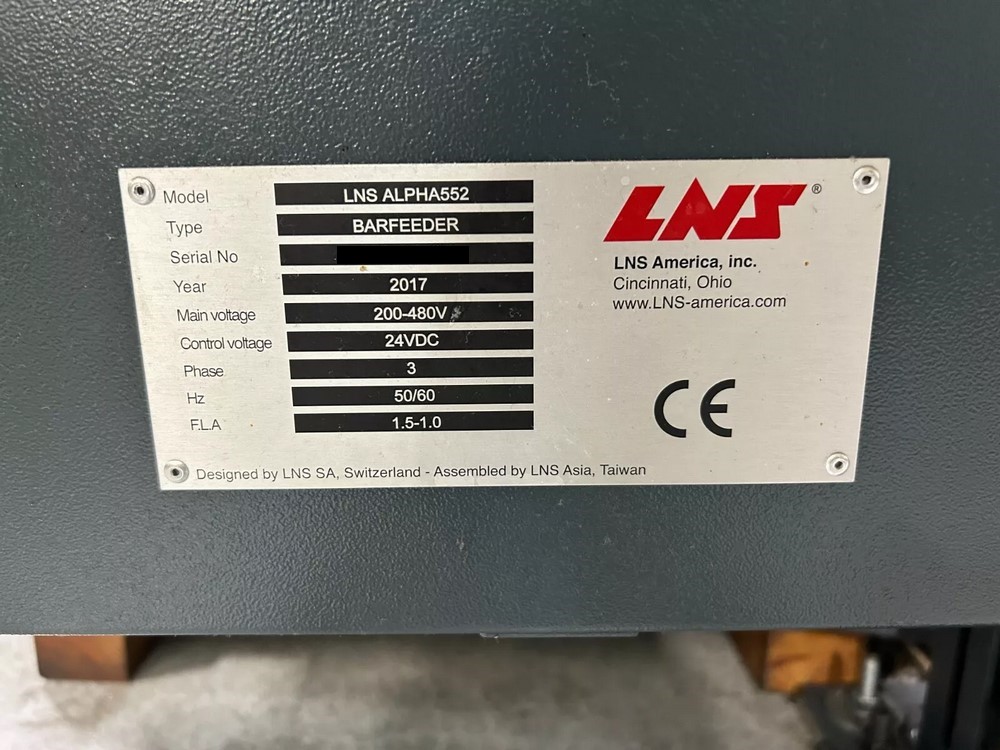 Model LNS ALPHA552
Type BARFEEDER
Serial No
Year 2017
Main voltage 200-480V
Control voltage 24VDC
Phase 3
Hz 50/60
F.L.A 1.5-1.0
LNS®
LNS America, inc.
Cincinnati, Ohio
www.LNS-america.com
CE
Designed by LNS SA, Switzerland - Assembled by LNS Asia, Taiwan